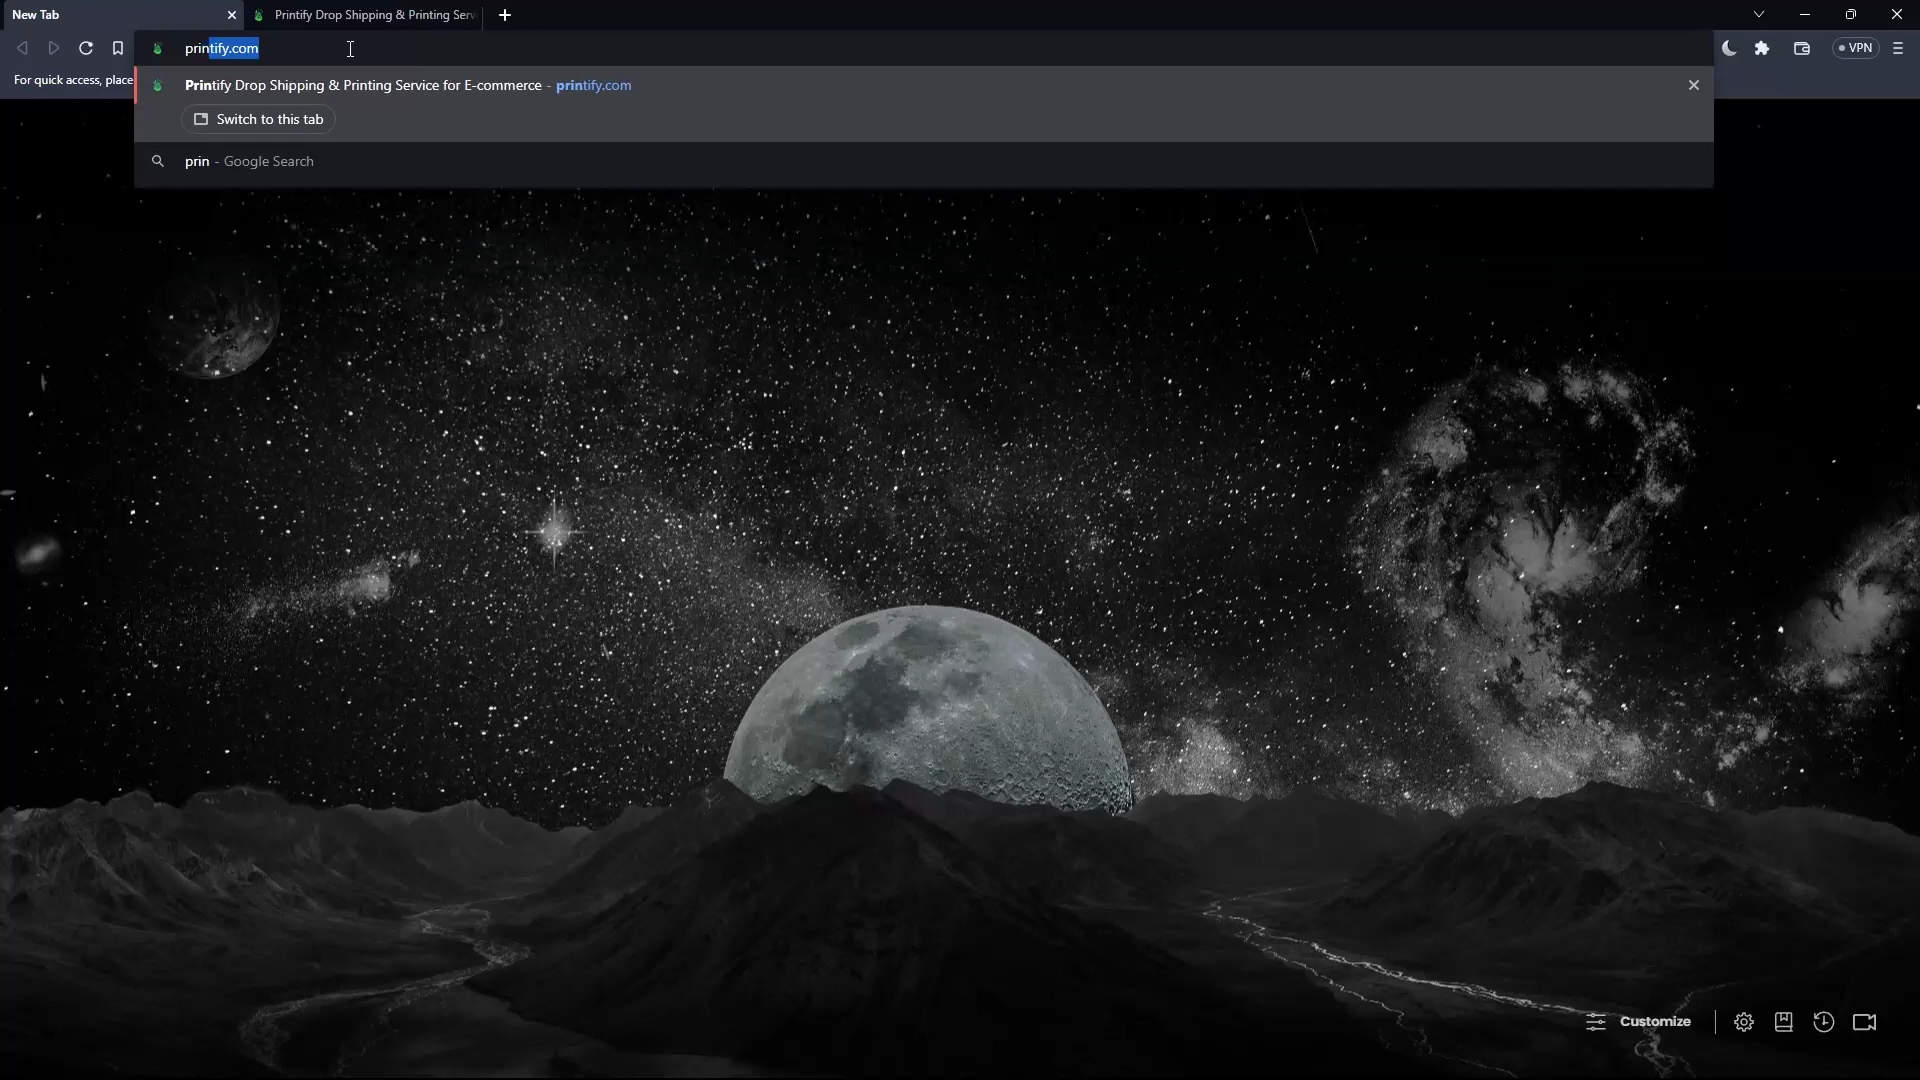 New Tab
Printify Drop Shipping & Printing Serv
printify.com
VPN
For quick access, place
Printify Drop Shipping & Printing Service for E-commerce - printify.com
Switch to this tab
prin - Google Search
Customize